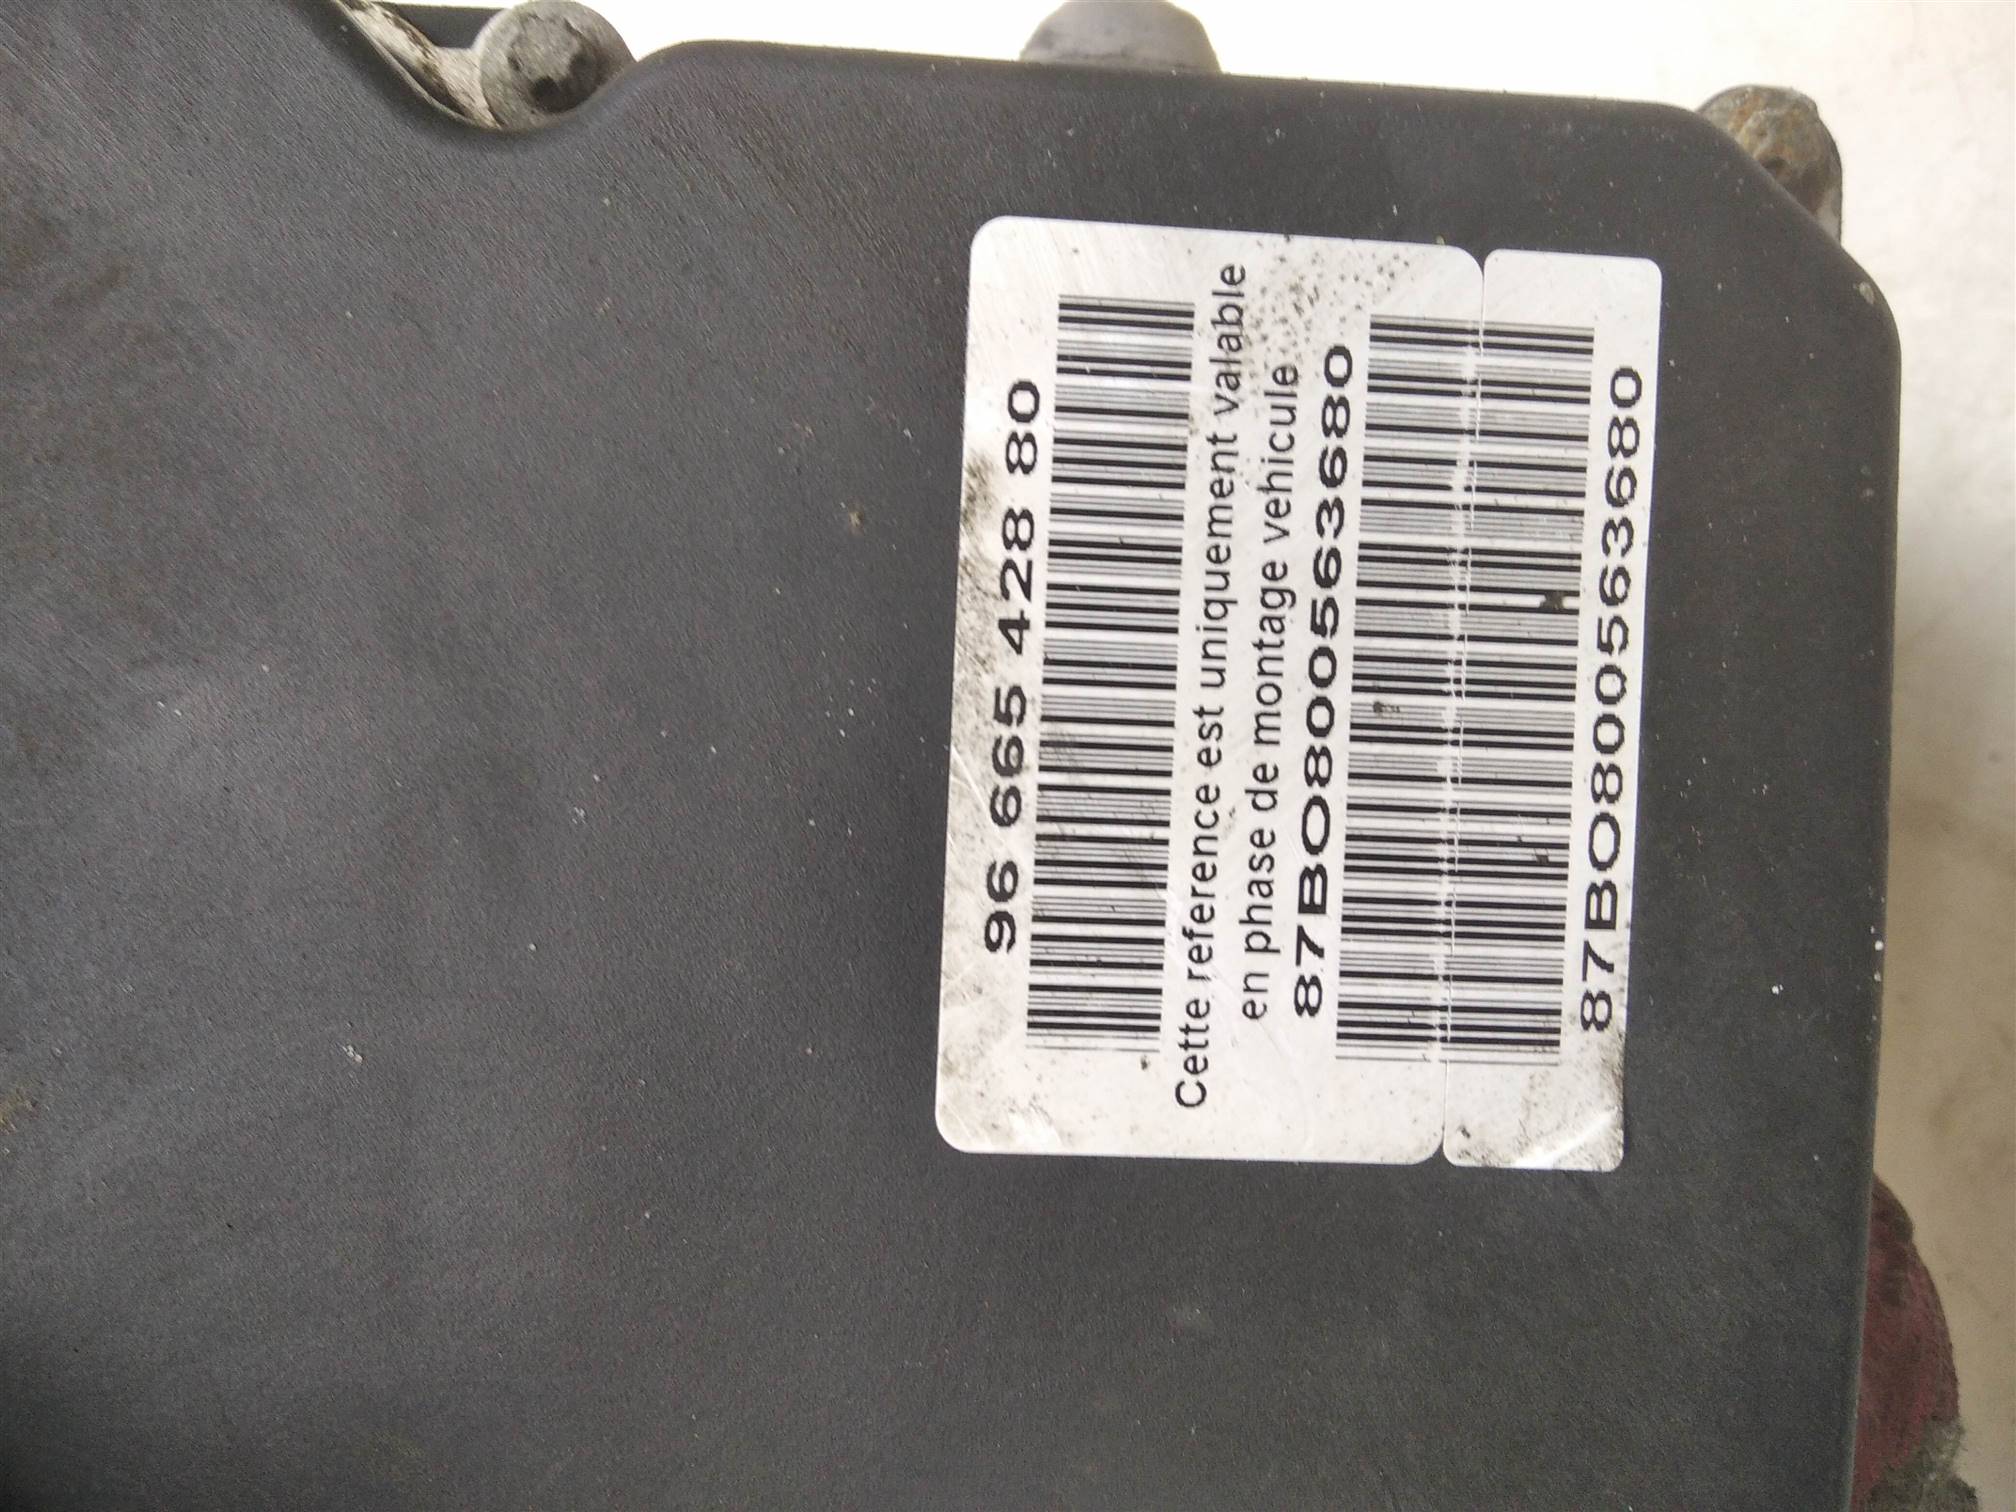 96 665 428 80
Cette reference est uniquement valable
en phase de montage vehicule
87BO800563680
87BO800563680